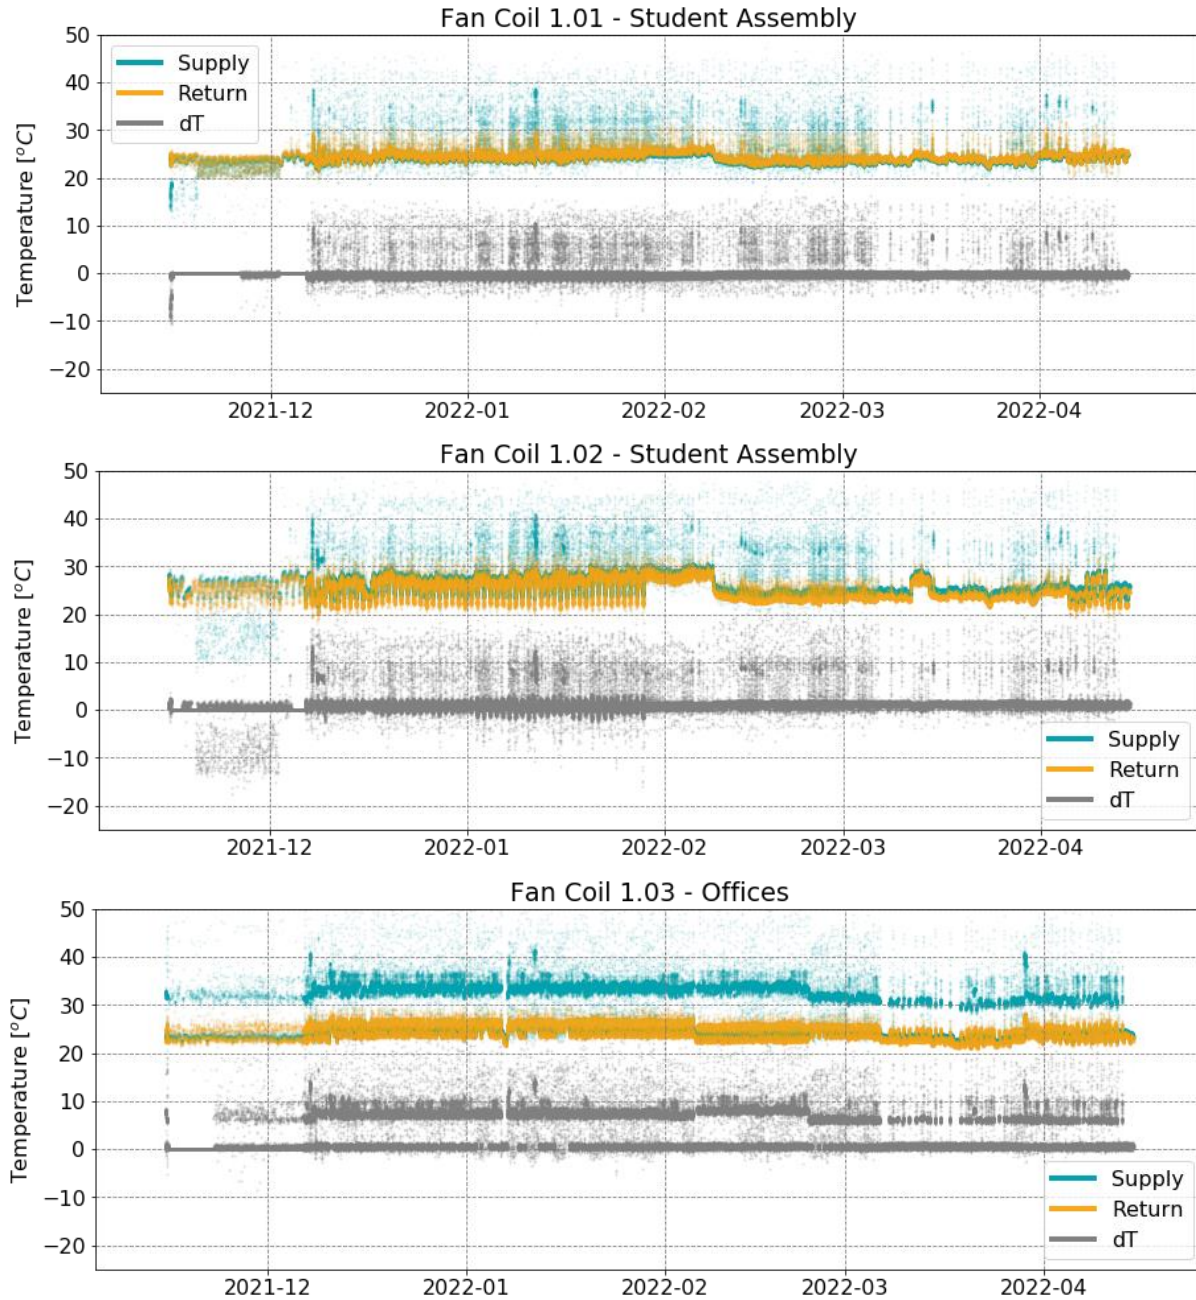 Fan Coil 1.01 - Student Assembly
50
40
30
20
10
0
−10
−20
Temperature [°C]
Supply
Return
dT
2021-12 2022-01 2022-02 2022-03 2022-04
Fan Coil 1.02 - Student Assembly
50
40
30
20
10
0
−10
−20
Temperature [°C]
Supply
Return
dT
2021-12 2022-01 2022-02 2022-03 2022-04
Fan Coil 1.03 - Offices
50
40
30
20
10
0
−10
−20
Temperature [°C]
Supply
Return
dT
2021-12 2022-01 2022-02 2022-03 2022-04